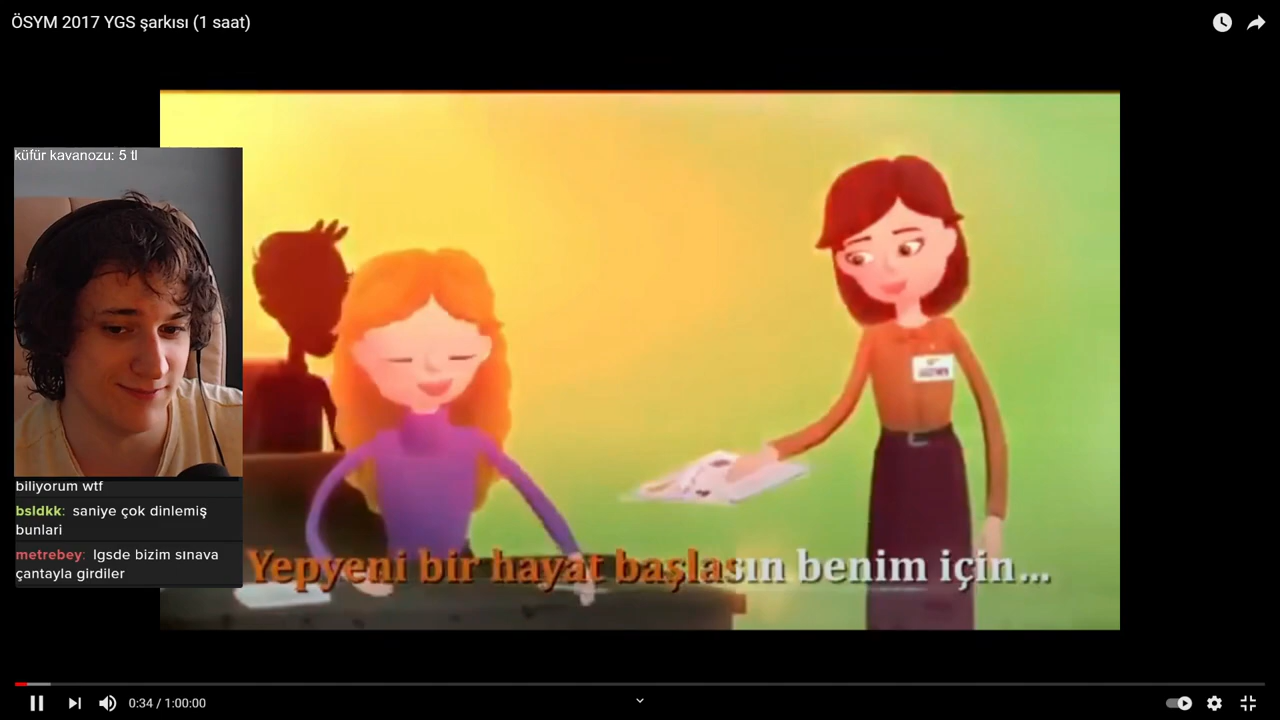 ÖSYM 2017 YGS şarkısı (1 saat)
küfür kavanozu: 5 tl
biliyorum wtf
bsldkk: saniye çok dinlemiş
bunlari
metrebey: lgsde bizim sınava
çantayla girdiler
Yepyeni bir hayat başlasın benim için...
0:34 / 1:00:00